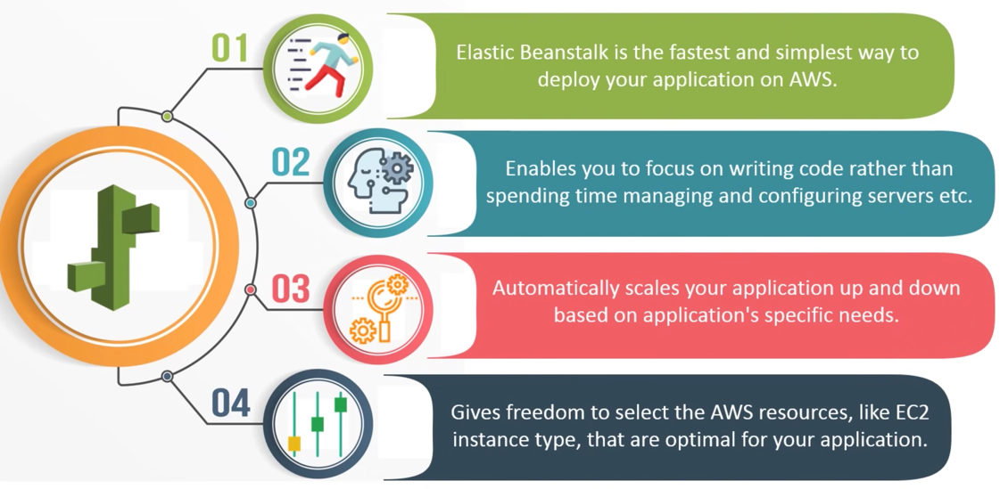 01
Elastic Beanstalk is the fastest and simplest way to
deploy your application on AWS.
02
Enables you to focus on writing code rather than
spending time managing and configuring servers etc.
03
Automatically scales your application up and down
based on application's specific needs.
04
Gives freedom to select the AWS resources, like EC2
instance type, that are optimal for your application.